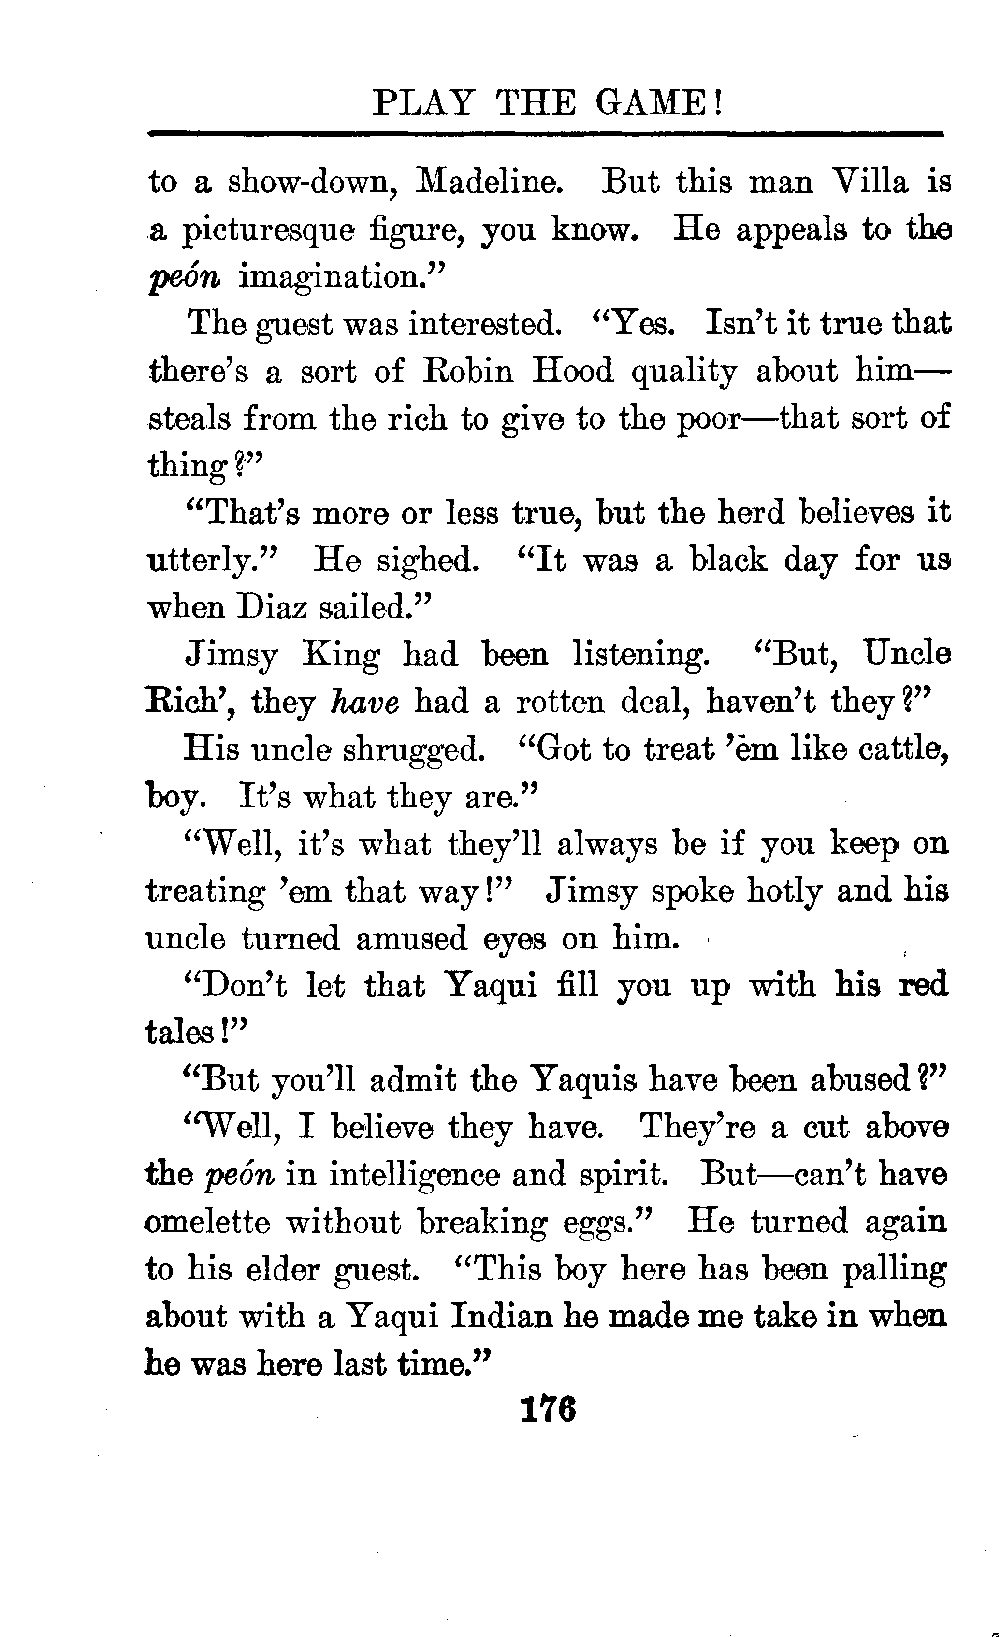 PLAY THE GAME!
to a show-down, Madeline. But this man Villa is
a picturesque figure, you know. He appeals to the
peón imagination.”
The guest was interested. “Yes. Isn’t it true that
there’s a sort of Robin Hood quality about him—
steals from the rich to give to the poor—that sort of
thing?”
“That’s more or less true, but the herd believes it
utterly.” He sighed. “It was a black day for us
when Diaz sailed.”
Jimsy King had been listening. “But, Uncle
Rich’, they have had a rotten deal, haven’t they?”
His uncle shrugged. “Got to treat ’em like cattle,
boy. It’s what they are.”
“Well, it’s what they’ll always be if you keep on
treating ’em that way!” Jimsy spoke hotly and his
uncle turned amused eyes on him.
“Don’t let that Yaqui fill you up with his red
tales!”
“But you’ll admit the Yaquis have been abused?”
“Well, I believe they have. They’re a cut above
the peón in intelligence and spirit. But—can’t have
omelette without breaking eggs.” He turned again
to his elder guest. “This boy here has been palling
about with a Yaqui Indian he made me take in when
he was here last time.”
176